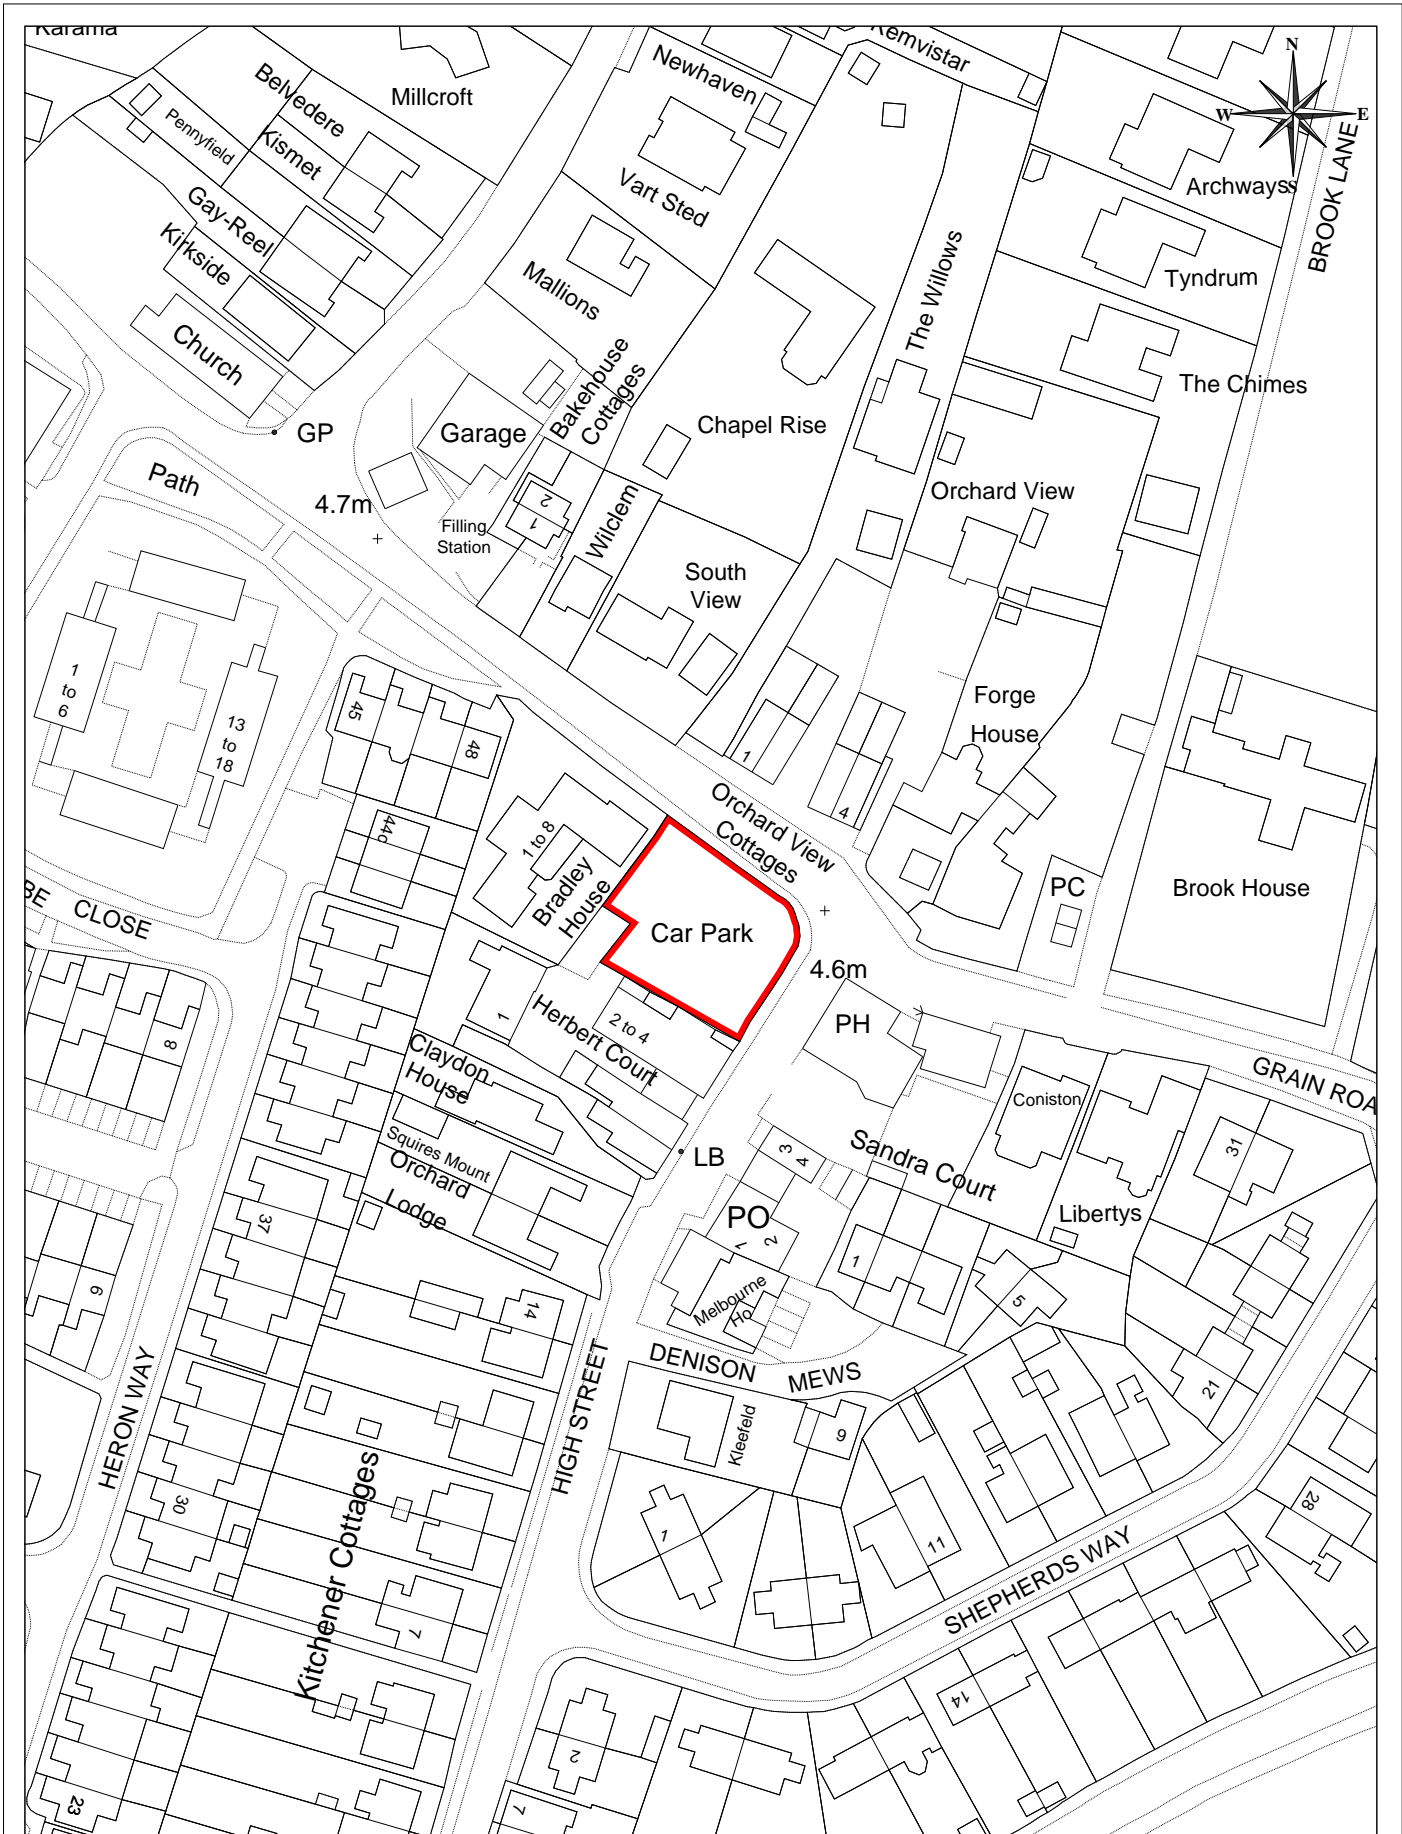 Karama
Belvedere
Millcroft
Newhaven
Kemvistar
N
W
E
S
Pennyfield
Kismet
Vart Sted
Archways
BROOK LANE
Gay-Reel
Kirkside
Mallions
The Willows
Tyndrum
Church
Bakehouse
Cottages
The Chimes
GP
Garage
Chapel Rise
Path
4.7m
2
1
Filling
Station
Wilclem
Orchard View
South
View
1
to
6
13
to
18
45
48
Forge
House
1
4
Orchard View
Cottages
44c
1 to 8
Bradley
House
PC
Brook House
BE CLOSE
Car Park
4.6m
8
1
Herbert Court
2 to 4
PH
Claydon
House
GRAIN ROA
Coniston
Squires Mount
Orchard
Lodge
LB
3
4
Sandra Court
31
37
PO
1
2
Libertys
1
5
6
14
Melbourne
Ho
HERON WAY
HIGH STREET
DENISON MEWS
21
Kleefeld
9
Kitchener Cottages
30
1
11
28
7
SHEPHERDS WAY
14
2
23
7